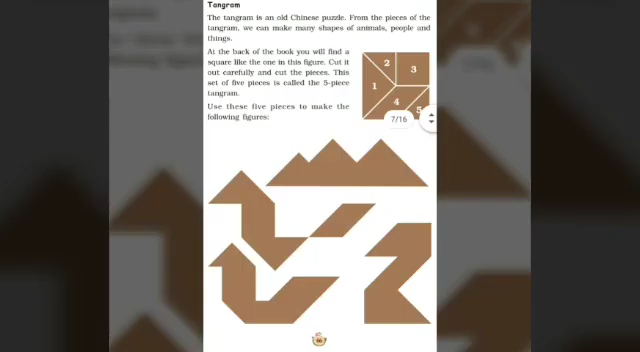 Tangram
The tangram is an old Chinese puzzle. From the pieces of the
tangram, we can make many shapes of animals, people and
things.
At the back of the book you will find a
square like the one in this figure. Cut it
out carefully and cut the pieces. This
set of five pieces is called the 5-piece
tangram.
Use these five pieces to make the
following figures:
2
3
1
4
5
7/16
66